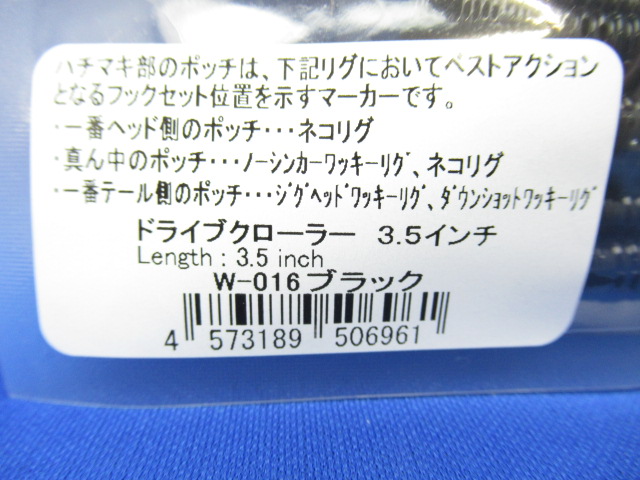 ハチマキ部のポッチは、下記リグにおいてベストアクション
となるフックセット位置を示すマーカーです。
・一番ヘッド側のポッチ・・・ネコリグ
・真ん中のポッチ・・・ノーシンカーワッキーリグ、ネコリグ
・一番テール側のポッチ・・・ジグヘッドワッキーリグ、ダウンショットワッキーリグ
ドライブクローラー 3.5インチ
Length : 3.5 inch
W-016ブラック
4 573189 506961